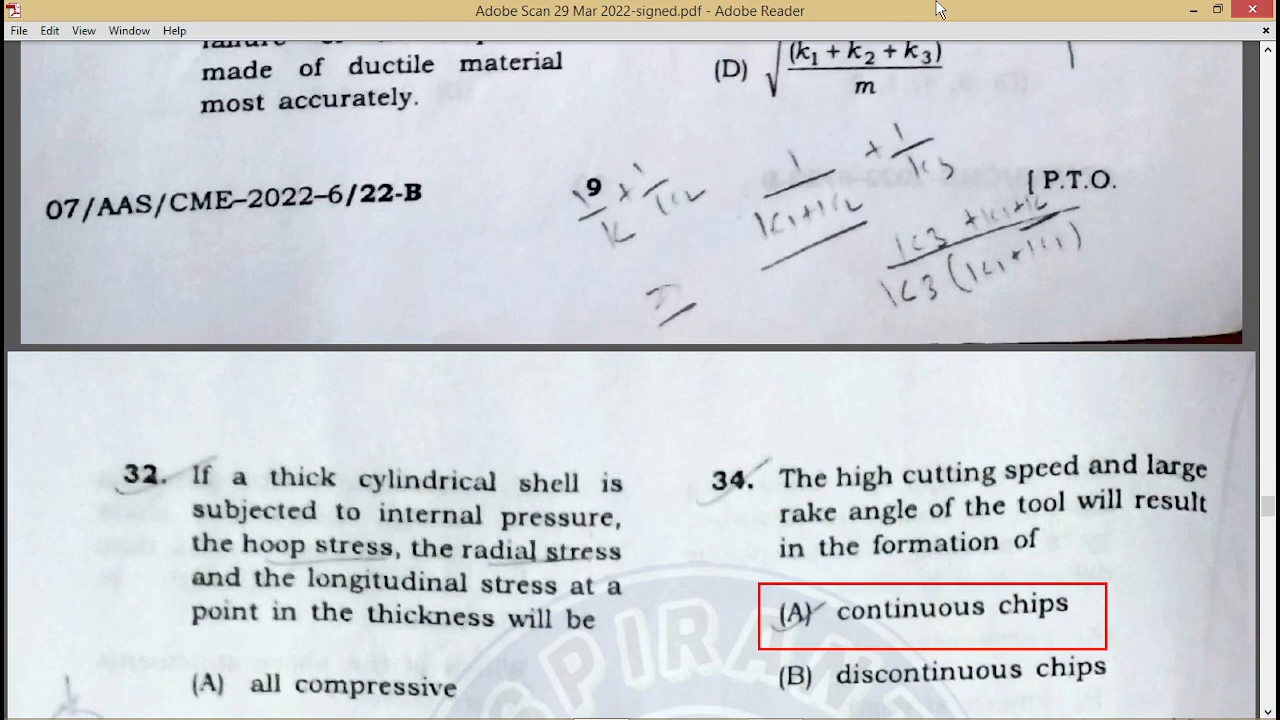 Adobe Scan 29 Mar 2022-signed.pdf - Adobe Reader
File Edit View Window Help
made of ductile material
most accurately.
(D) √(k1 + k2 + k3)
m
07/AAS/CME–2022–6/22-B
9
[ P.T.O.
32. If a thick cylindrical shell is
subjected to internal pressure,
the hoop stress, the radial stress
and the longitudinal stress at a
point in the thickness will be
(A) all compressive
34. The high cutting speed and large
rake angle of the tool will result
in the formation of
(A) continuous chips
(B) discontinuous chips